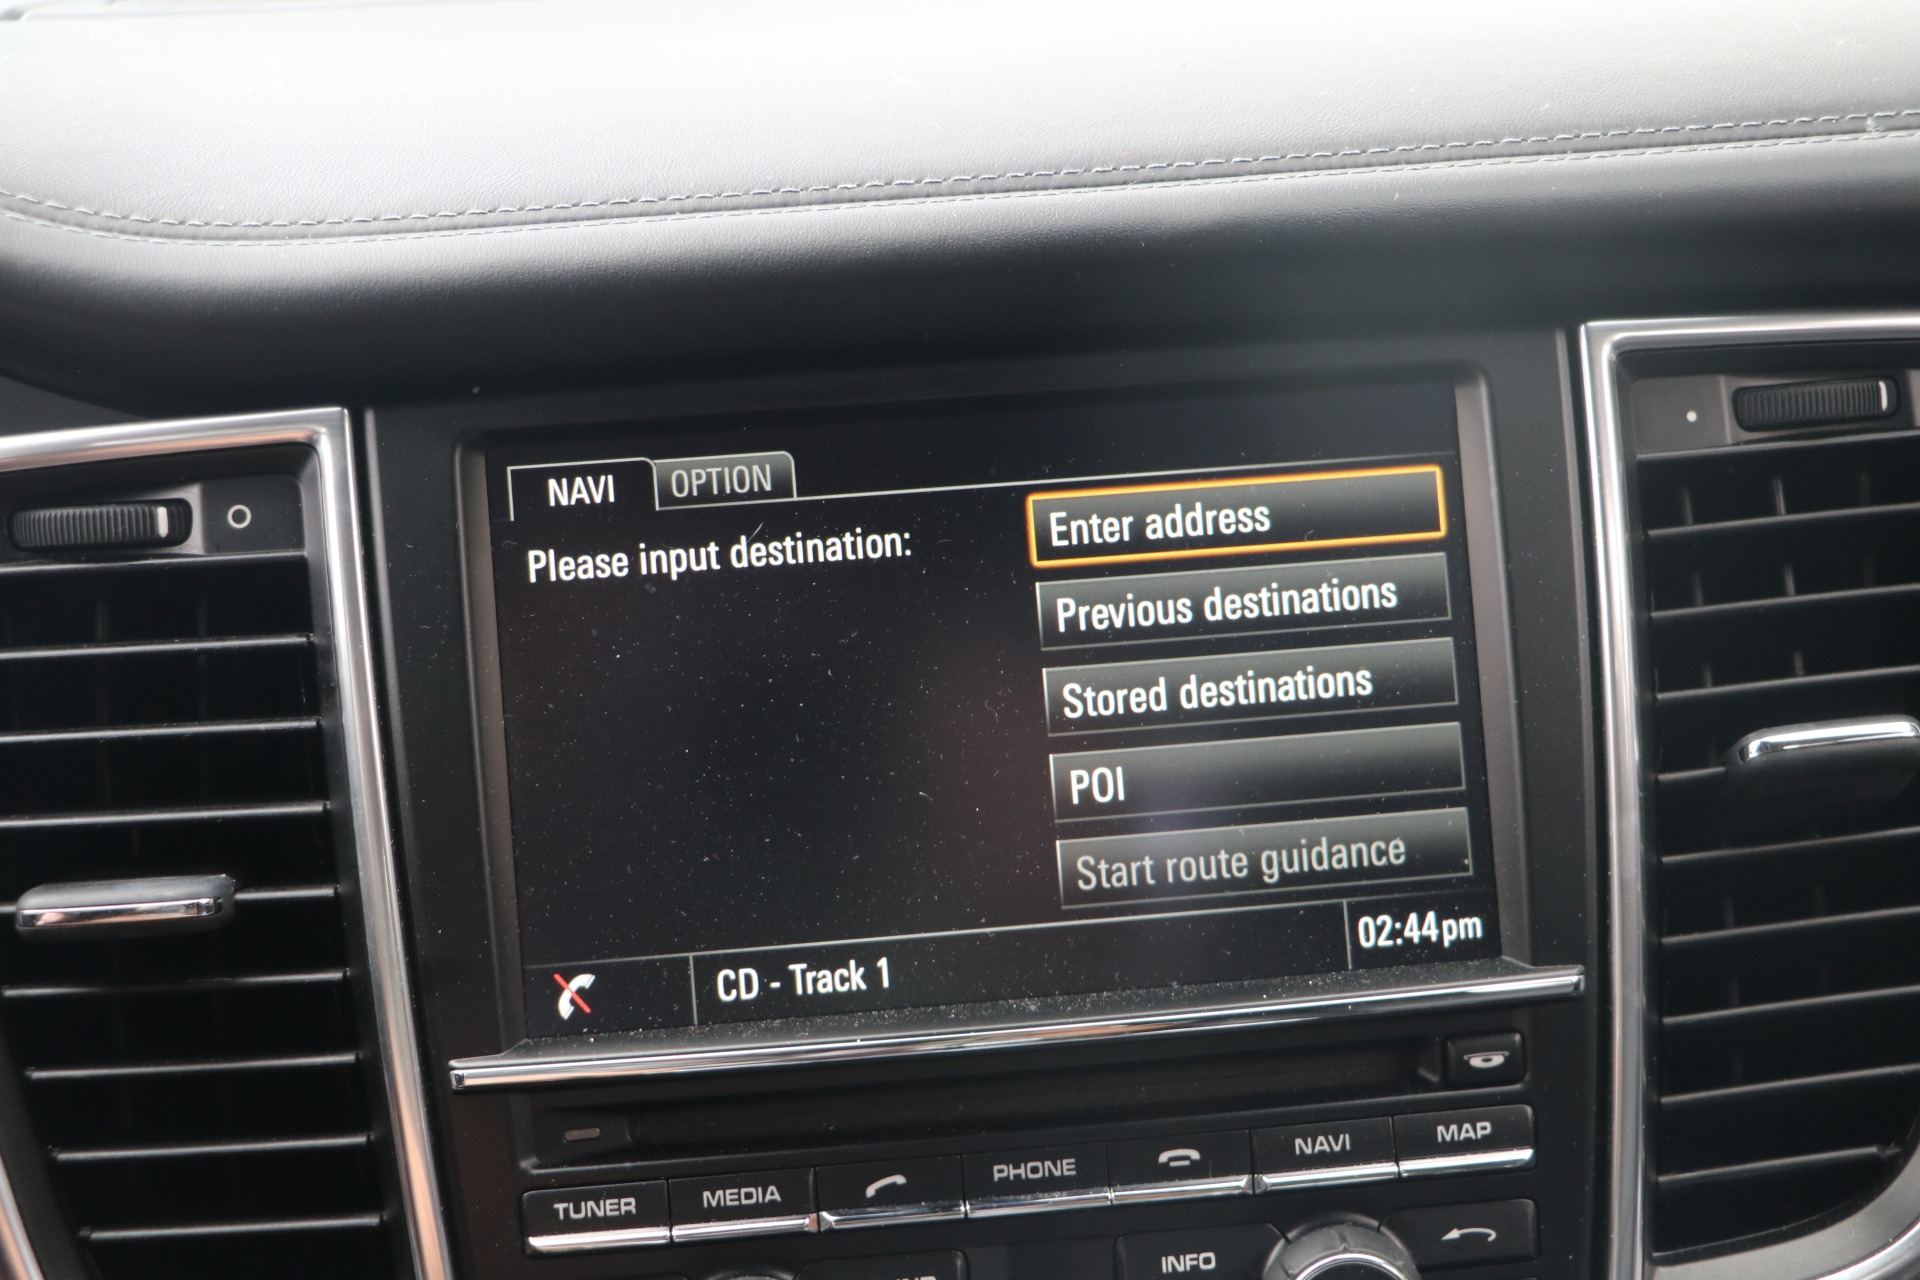 NAVI OPTION
Please input destination:
Enter address
Previous destinations
Stored destinations
POI
Start route guidance
CD - Track 1
02:44pm
TUNER MEDIA PHONE NAVI MAP
INFO